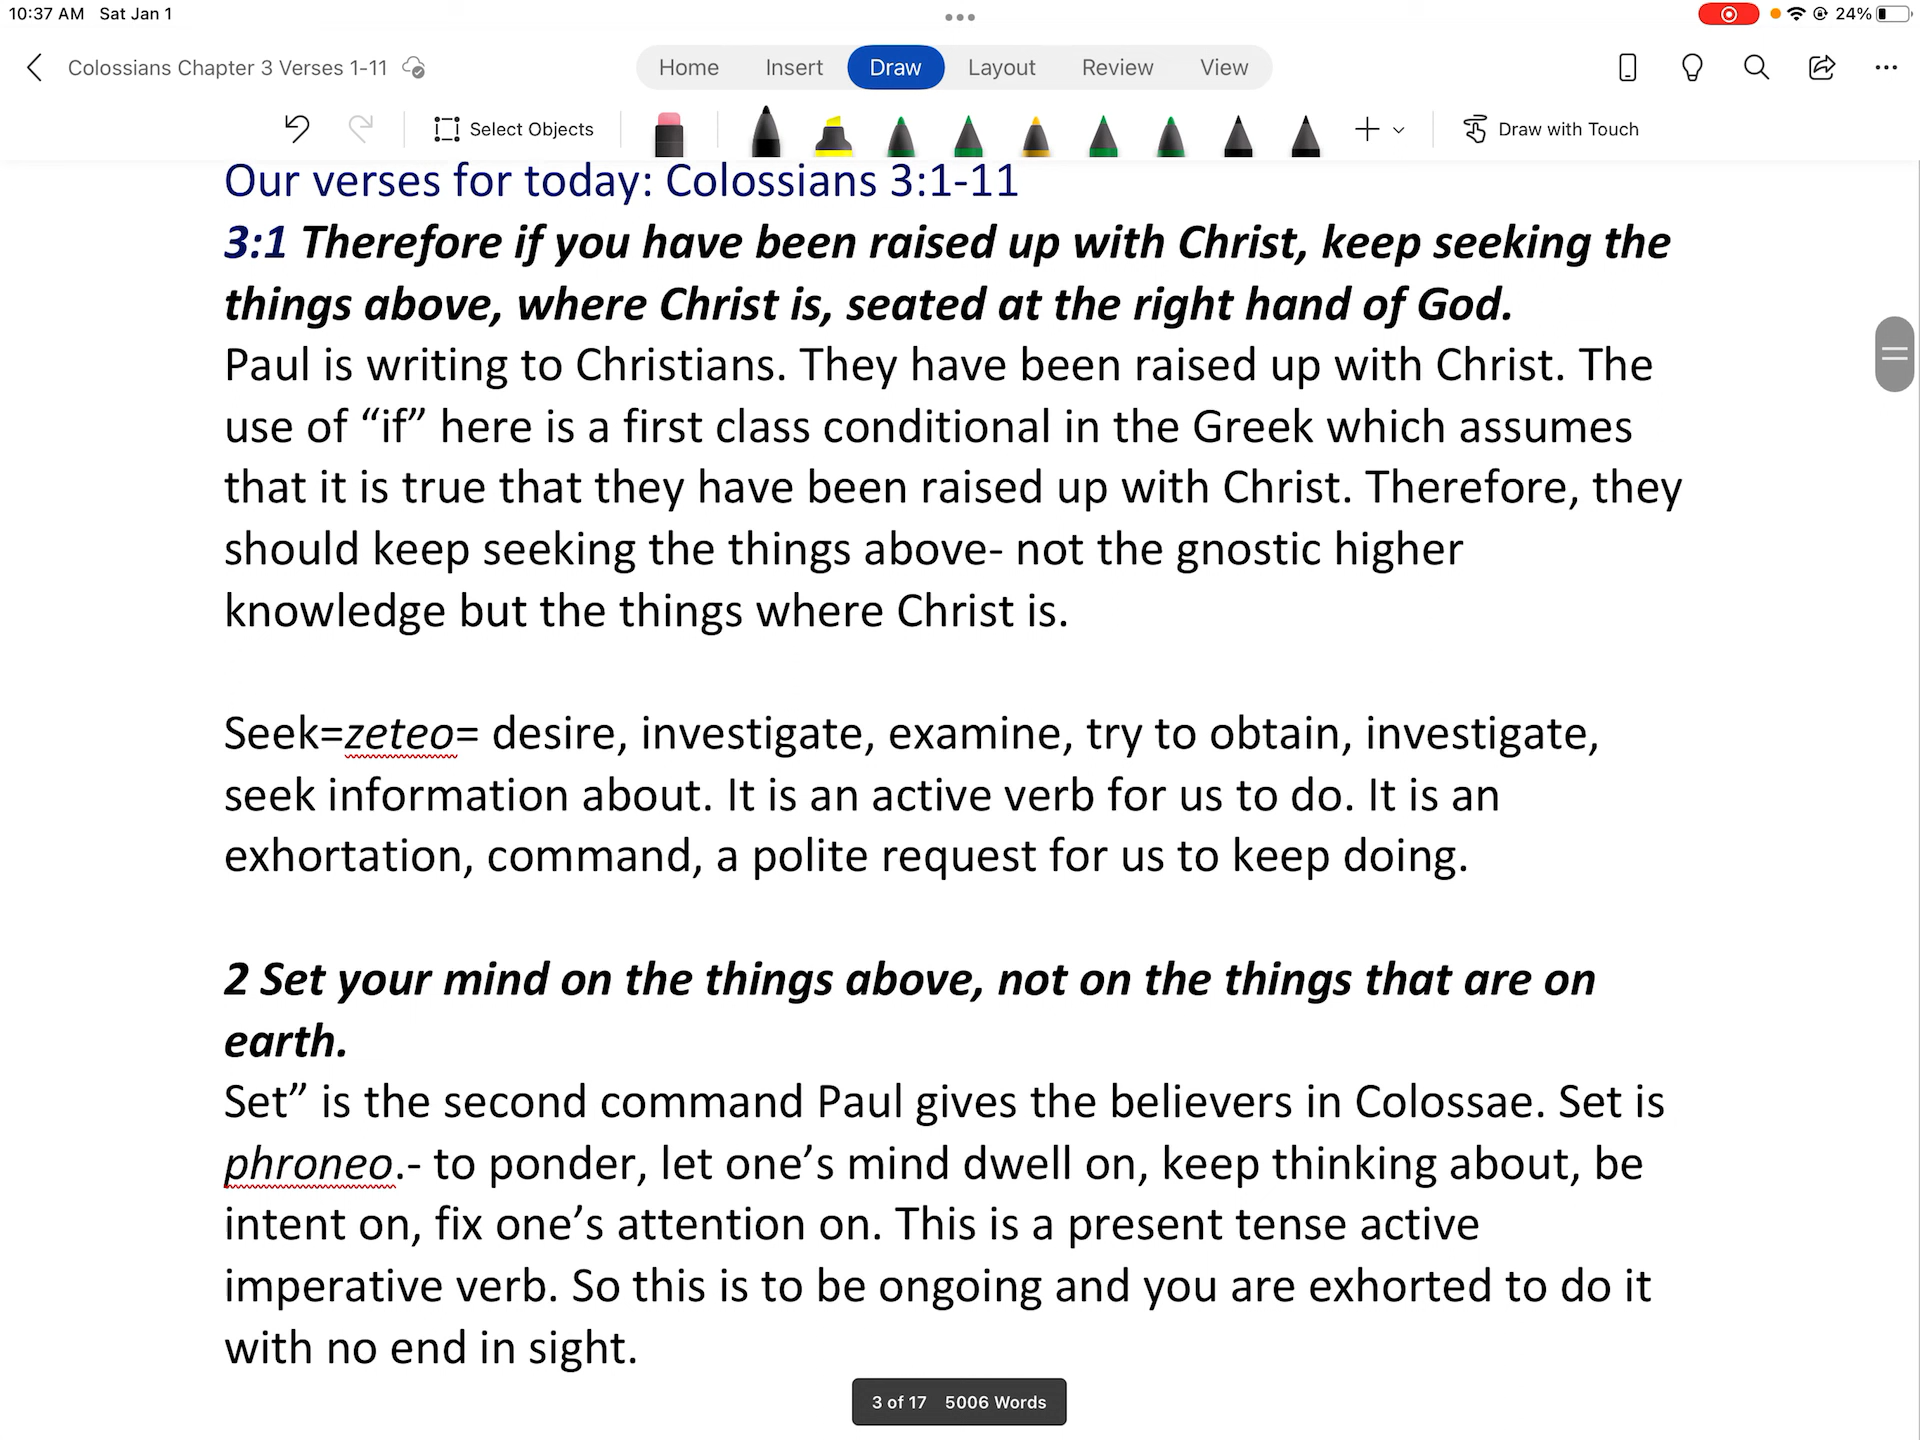 10:37 AM Sat Jan 1 24%
Colossians Chapter 3 Verses 1-11 Home Insert Draw Layout Review View
Select Objects Draw with Touch
Our verses for today: Colossians 3:1-11
3:1 Therefore if you have been raised up with Christ, keep seeking the
things above, where Christ is, seated at the right hand of God.
Paul is writing to Christians. They have been raised up with Christ. The
use of “if” here is a first class conditional in the Greek which assumes
that it is true that they have been raised up with Christ. Therefore, they
should keep seeking the things above- not the gnostic higher
knowledge but the things where Christ is.
Seek=zeteo= desire, investigate, examine, try to obtain, investigate,
seek information about. It is an active verb for us to do. It is an
exhortation, command, a polite request for us to keep doing.
2 Set your mind on the things above, not on the things that are on
earth.
Set” is the second command Paul gives the believers in Colossae. Set is
phroneo.- to ponder, let one’s mind dwell on, keep thinking about, be
intent on, fix one’s attention on. This is a present tense active
imperative verb. So this is to be ongoing and you are exhorted to do it
with no end in sight.
3 of 17 5006 Words